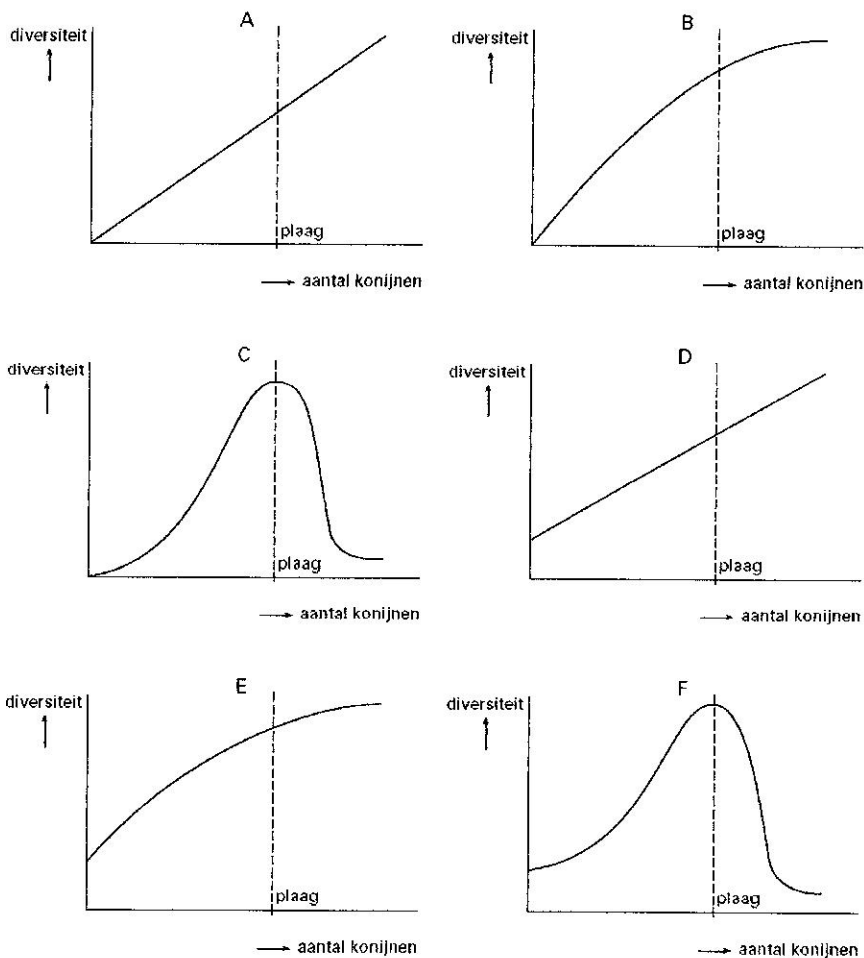 A
diversiteit
plaag
aantal konijnen
B
diversiteit
plaag
aantal konijnen
C
diversiteit
plaag
aantal konijnen
D
diversiteit
plaag
aantal konijnen
E
diversiteit
plaag
aantal konijnen
F
diversiteit
plaag
aantal konijnen